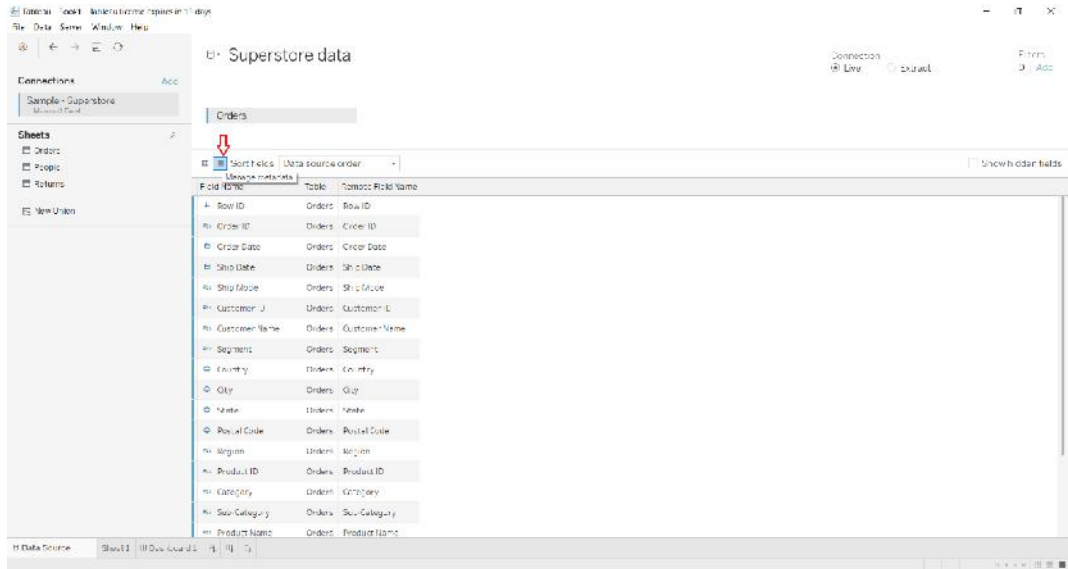 File Data Server Window Help
Superstore data
Connection
Live Extract
Filters
0 Add
Connections Add
Sample - Superstore
Microsoft Excel
Sheets
Orders
People
Returns
New Union
Orders
Sort fields Data source order
Show hidden fields
Manage metadata
Field Name Table Remote Field Name
Row ID Orders Row ID
Order ID Orders Order ID
Order Date Orders Order Date
Ship Date Orders Ship Date
Ship Mode Orders Ship Mode
Customer ID Orders Customer ID
Customer Name Orders Customer Name
Segment Orders Segment
Country Orders Country
City Orders City
State Orders State
Postal Code Orders Postal Code
Region Orders Region
Product ID Orders Product ID
Category Orders Category
Sub-Category Orders Sub-Category
Product Name Orders Product Name
Data Source Sheet 1 Dashboard 1